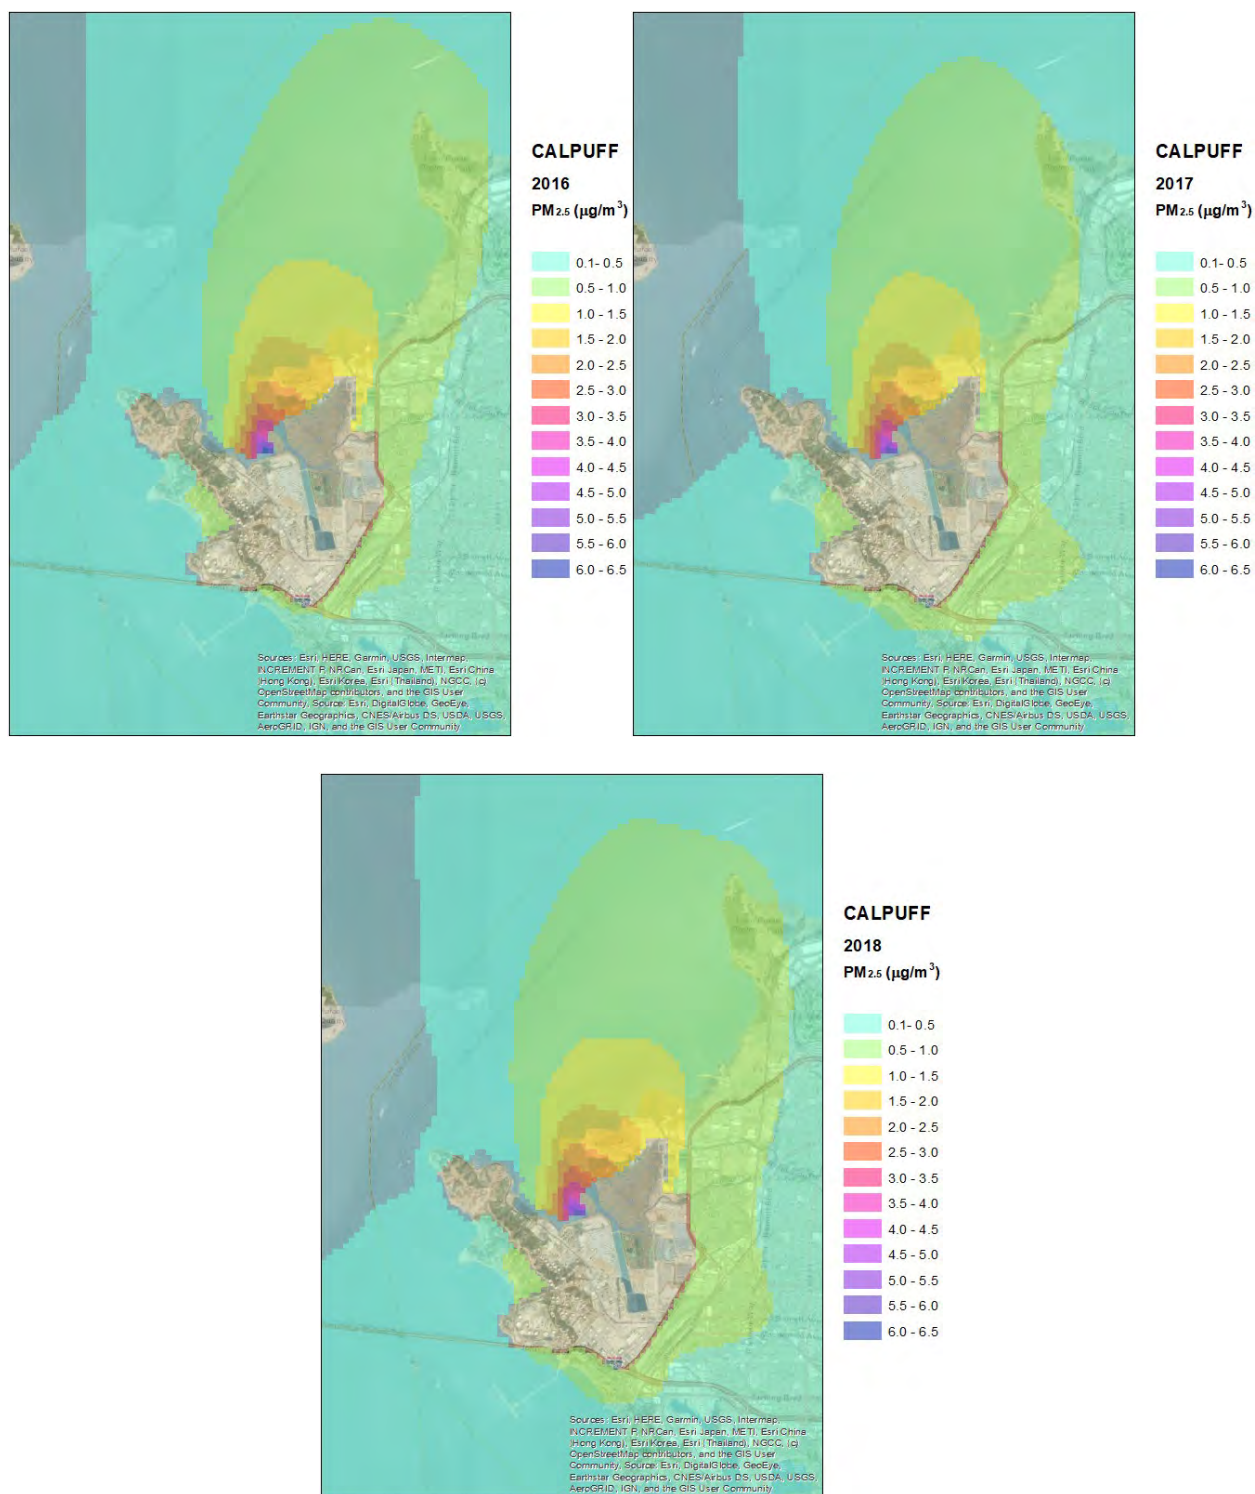 CALPUFF
2016
PM2.5 (µg/m³)
0.1- 0.5
0.5 - 1.0
1.0 - 1.5
1.5 - 2.0
2.0 - 2.5
2.5 - 3.0
3.0 - 3.5
3.5 - 4.0
4.0 - 4.5
4.5 - 5.0
5.0 - 5.5
5.5 - 6.0
6.0 - 6.5
Sources: Esri, HERE, Garmin, USGS, Intermap,
INCREMENT P, NRCan, Esri Japan, METI, Esri China
(Hong Kong), Esri Korea, Esri (Thailand), NGCC, (c)
OpenStreetMap contributors, and the GIS User
Community, Source: Esri, DigitalGlobe, GeoEye,
Earthstar Geographics, CNES/Airbus DS, USDA, USGS,
AeroGRID, IGN, and the GIS User Community
CALPUFF
2017
PM2.5 (µg/m³)
0.1- 0.5
0.5 - 1.0
1.0 - 1.5
1.5 - 2.0
2.0 - 2.5
2.5 - 3.0
3.0 - 3.5
3.5 - 4.0
4.0 - 4.5
4.5 - 5.0
5.0 - 5.5
5.5 - 6.0
6.0 - 6.5
Sources: Esri, HERE, Garmin, USGS, Intermap,
INCREMENT P, NRCan, Esri Japan, METI, Esri China
(Hong Kong), Esri Korea, Esri (Thailand), NGCC, (c)
OpenStreetMap contributors, and the GIS User
Community, Source: Esri, DigitalGlobe, GeoEye,
Earthstar Geographics, CNES/Airbus DS, USDA, USGS,
AeroGRID, IGN, and the GIS User Community
CALPUFF
2018
PM2.5 (µg/m³)
0.1- 0.5
0.5 - 1.0
1.0 - 1.5
1.5 - 2.0
2.0 - 2.5
2.5 - 3.0
3.0 - 3.5
3.5 - 4.0
4.0 - 4.5
4.5 - 5.0
5.0 - 5.5
5.5 - 6.0
6.0 - 6.5
Sources: Esri, HERE, Garmin, USGS, Intermap,
INCREMENT P, NRCan, Esri Japan, METI, Esri China
(Hong Kong), Esri Korea, Esri (Thailand), NGCC, (c)
OpenStreetMap contributors, and the GIS User
Community, Source: Esri, DigitalGlobe, GeoEye,
Earthstar Geographics, CNES/Airbus DS, USDA, USGS,
AeroGRID, IGN, and the GIS User Community